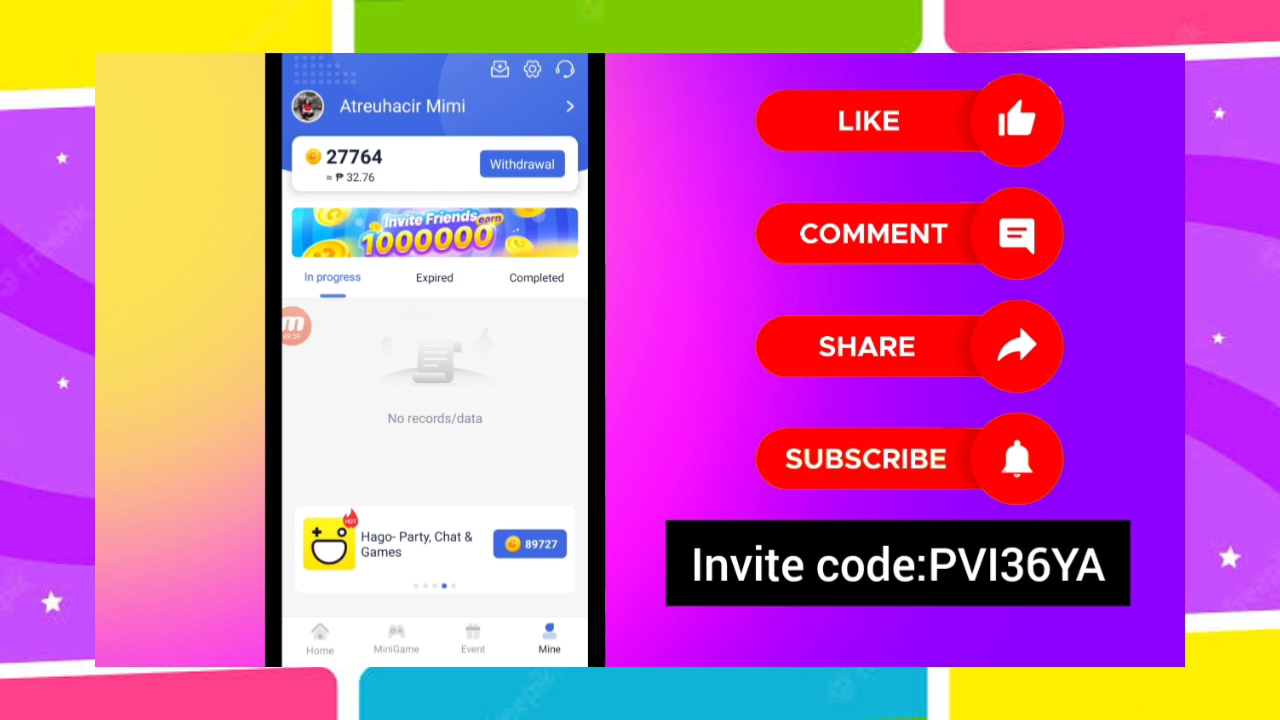 Atreuhacir Mimi
27764
≈ ₱ 32.76
Withdrawal
Invite Friends earn
1000000
In progress
Expired
Completed
No records/data
HOT
Hago- Party, Chat &
Games
89727
Home
MiniGame
Event
Mine
LIKE
COMMENT
SHARE
SUBSCRIBE
Invite code:PVI36YA